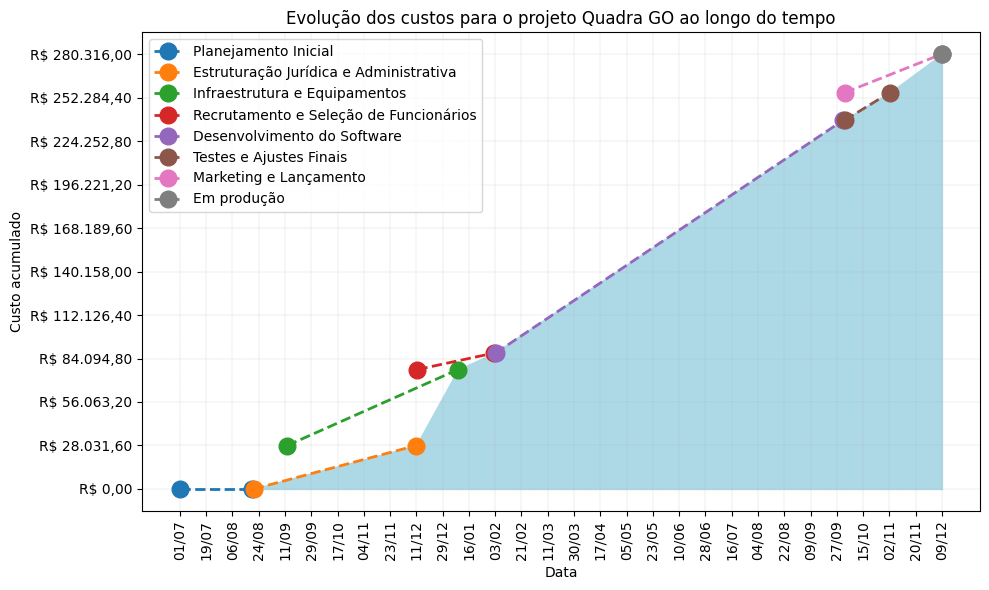 Evolução dos custos para o projeto Quadra GO ao longo do tempo
Planejamento Inicial
Estruturação Jurídica e Administrativa
Infraestrutura e Equipamentos
Recrutamento e Seleção de Funcionários
Desenvolvimento do Software
Testes e Ajustes Finais
Marketing e Lançamento
Em produção
Custo acumulado
R$ 280.316,00
R$ 252.284,40
R$ 224.252,80
R$ 196.221,20
R$ 168.189,60
R$ 140.158,00
R$ 112.126,40
R$ 84.094,80
R$ 56.063,20
R$ 28.031,60
R$ 0,00
01/07
19/07
06/08
24/08
11/09
29/09
17/10
04/11
23/11
11/12
29/12
16/01
03/02
21/02
11/03
30/03
17/04
05/05
23/05
10/06
28/06
16/07
04/08
22/08
09/09
27/09
15/10
02/11
20/11
09/12
Data